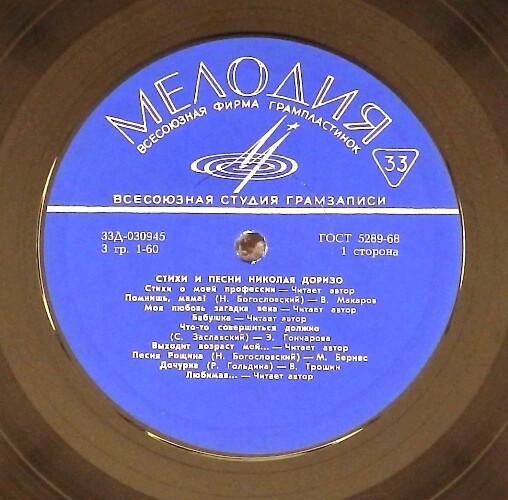 МЕЛОДИЯ
ВСЕСОЮЗНАЯ ФИРМА ГРАМПЛАСТИНОК
33
ВСЕСОЮЗНАЯ СТУДИЯ ГРАМЗАПИСИ
33Д-030945 ГОСТ 5289-68
3 гр. 1-60 1 сторона
СТИХИ И ПЕСНИ НИКОЛАЯ ДОРИЗО
Стихи о моей профессии — Читает автор
Помнишь, мама? (Н. Богословский) — В. Макаров
Моя любовь загадка века — Читает автор
Бабушка — Читает автор
Что-то совершиться должно
(С. Заславский) — З. Гончарова
Выходит возраст мой... — Читает автор
Песня Рощина (Н. Богословский) — М. Бернес
Дочурка (Р. Гольдина) — В. Трошин
Любимая... — Читает автор